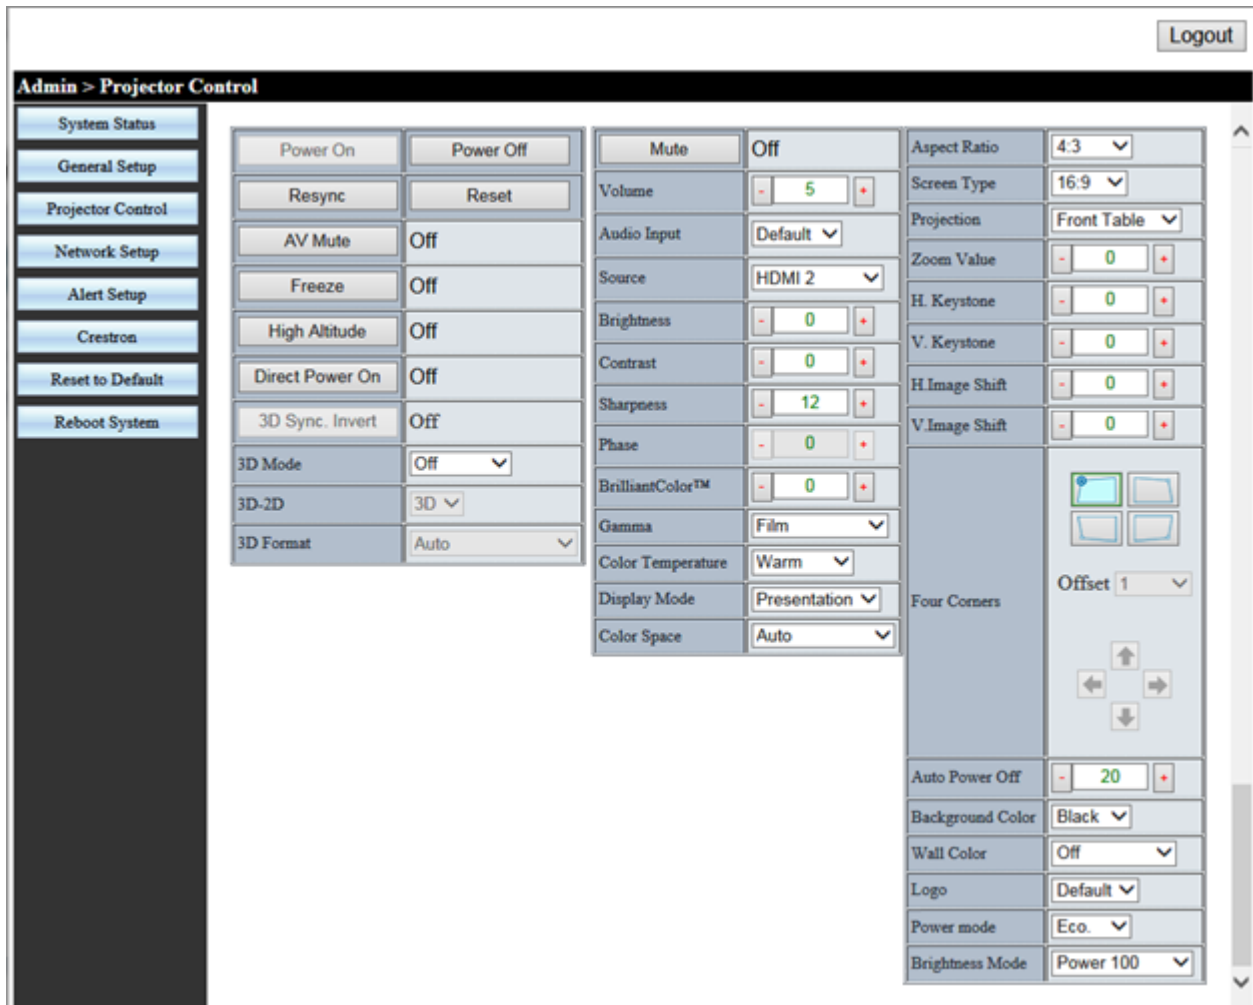 Logout
Admin > Projector Control
System Status
General Setup
Projector Control
Network Setup
Alert Setup
Crestron
Reset to Default
Reboot System
Power On Power Off
Resync Reset
AV Mute Off
Freeze Off
High Altitude Off
Direct Power On Off
3D Sync. Invert Off
3D Mode Off
3D-2D 3D
3D Format Auto
Mute Off
Volume - 5 +
Audio Input Default
Source HDMI 2
Brightness - 0 +
Contrast - 0 +
Sharpness - 12 +
Phase - 0 +
BrilliantColor™ - 0 +
Gamma Film
Color Temperature Warm
Display Mode Presentation
Color Space Auto
Aspect Ratio 4:3
Screen Type 16:9
Projection Front Table
Zoom Value - 0 +
H. Keystone - 0 +
V. Keystone - 0 +
H.Image Shift - 0 +
V.Image Shift - 0 +
Four Corners
Offset 1
Auto Power Off - 20 +
Background Color Black
Wall Color Off
Logo Default
Power mode Eco.
Brightness Mode Power 100